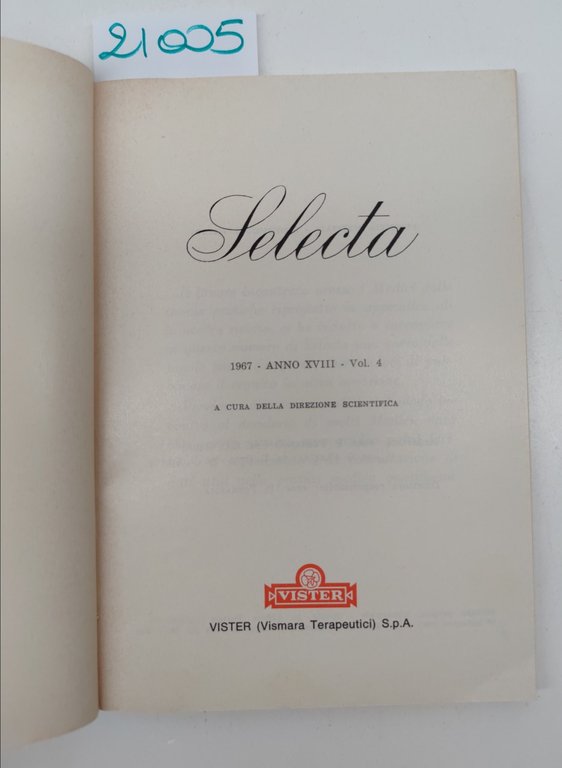 21005
Selecta
1967 - ANNO XVIII - Vol. 4
A CURA DELLA DIREZIONE SCIENTIFICA
VISTER
VISTER (Vismara Terapeutici) S.p.A.